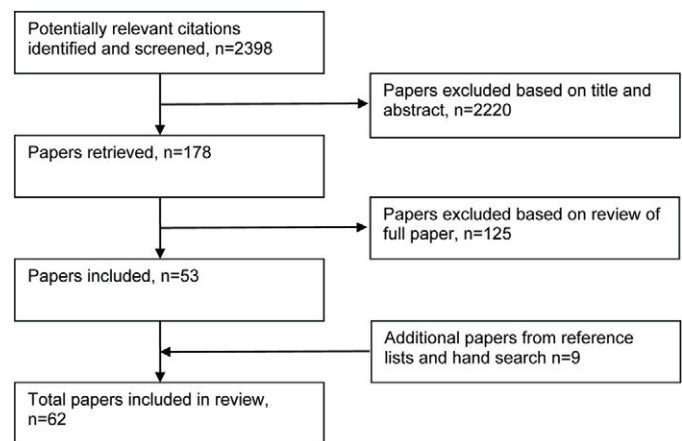 Potentially relevant citations
identified and screened, n=2398
Papers excluded based on title and
abstract, n=2220
Papers retrieved, n=178
Papers excluded based on review of
full paper, n=125
Papers included, n=53
Additional papers from reference
lists and hand search n=9
Total papers included in review,
n=62